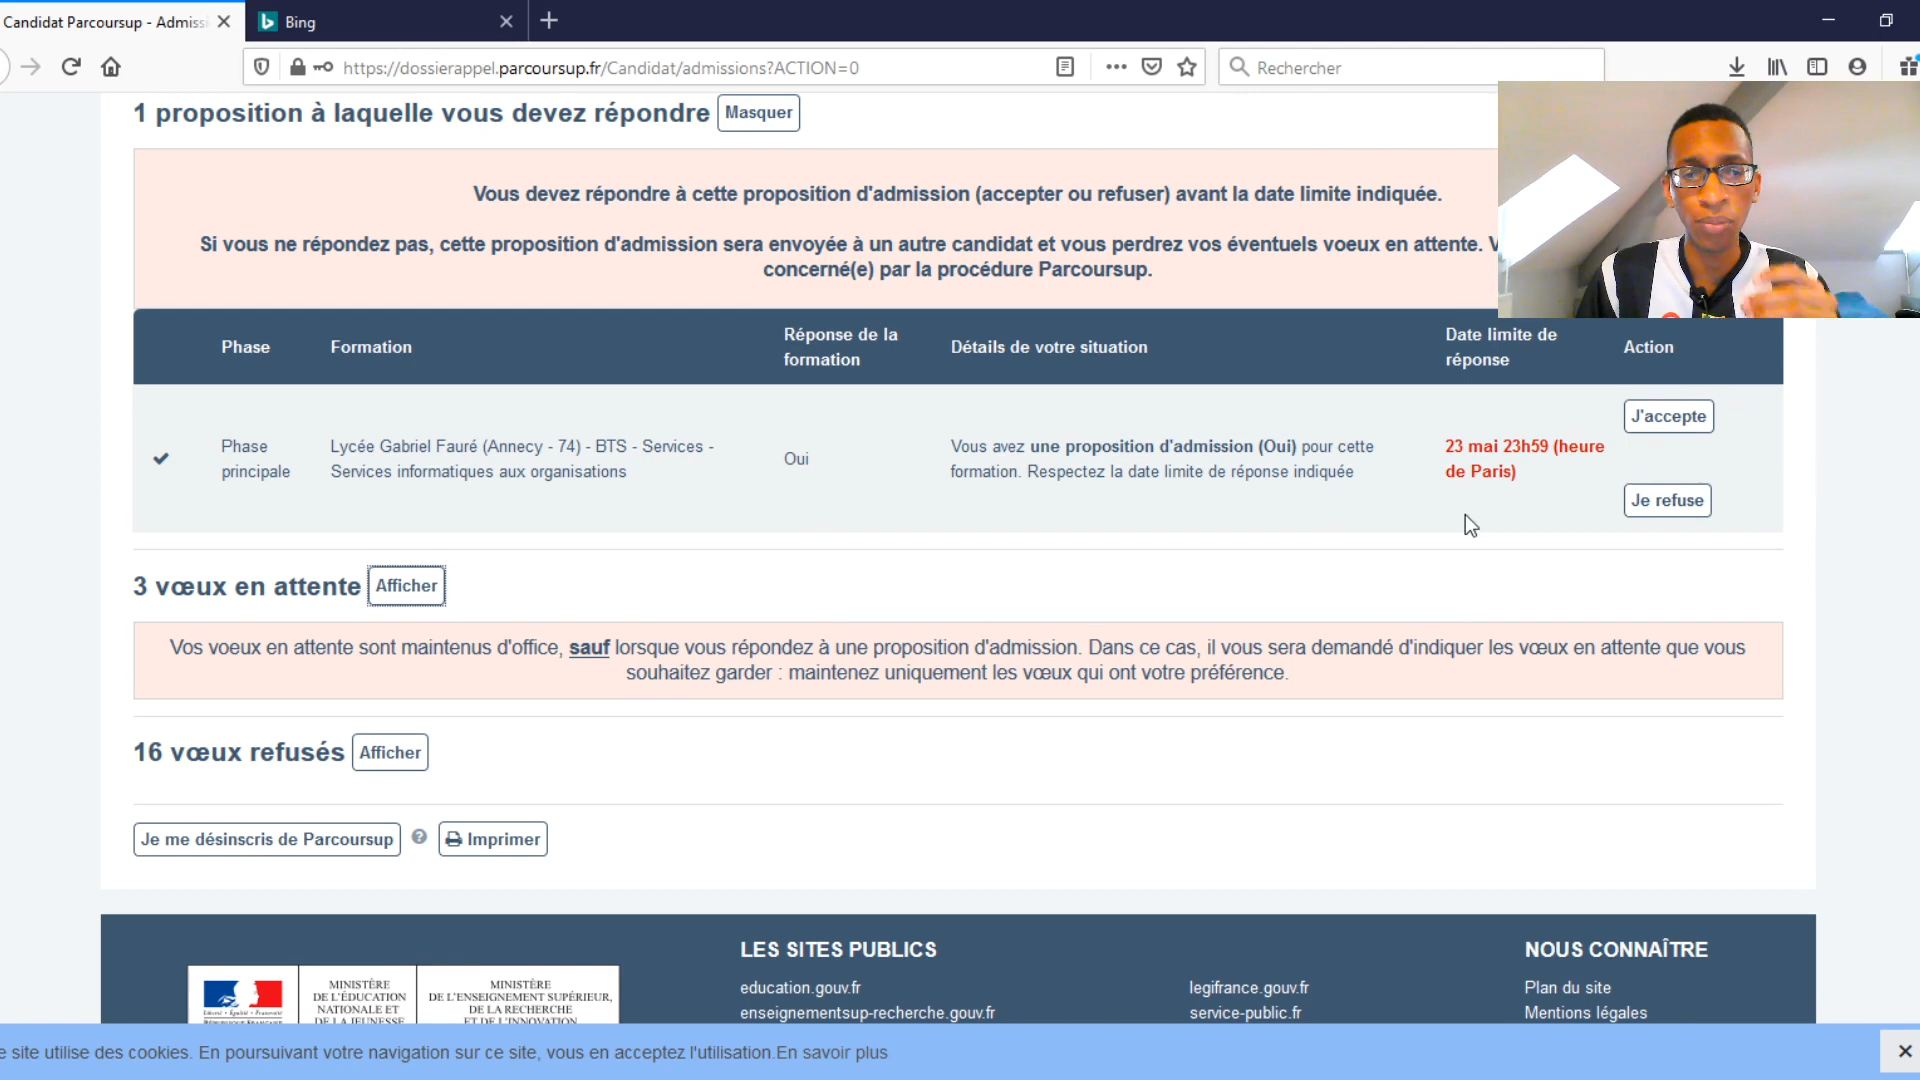 Candidat Parcoursup - Admiss
Bing
https://dossierappel.parcoursup.fr/Candidat/admissions?ACTION=0
Rechercher
1 proposition à laquelle vous devez répondre
Masquer
Vous devez répondre à cette proposition d'admission (accepter ou refuser) avant la date limite indiquée.
Si vous ne répondez pas, cette proposition d'admission sera envoyée à un autre candidat et vous perdrez vos éventuels voeux en attente. V
concerné(e) par la procédure Parcoursup.
Phase
Formation
Réponse de la
formation
Détails de votre situation
Date limite de
réponse
Action
Phase
principale
Lycée Gabriel Fauré (Annecy - 74) - BTS - Services -
Services informatiques aux organisations
Oui
Vous avez une proposition d'admission (Oui) pour cette
formation. Respectez la date limite de réponse indiquée
23 mai 23h59 (heure
de Paris)
J'accepte
Je refuse
3 vœux en attente
Afficher
Vos voeux en attente sont maintenus d'office, sauf lorsque vous répondez à une proposition d'admission. Dans ce cas, il vous sera demandé d'indiquer les vœux en attente que vous
souhaitez garder : maintenez uniquement les vœux qui ont votre préférence.
16 vœux refusés
Afficher
Je me désinscris de Parcoursup
Imprimer
MINISTÈRE
DE L'ÉDUCATION
NATIONALE ET
DE LA JEUNESSE
MINISTÈRE
DE L'ENSEIGNEMENT SUPÉRIEUR,
DE LA RECHERCHE
ET DE L'INNOVATION
LES SITES PUBLICS
education.gouv.fr
enseignementsup-recherche.gouv.fr
legifrance.gouv.fr
service-public.fr
NOUS CONNAÎTRE
Plan du site
Mentions légales
e site utilise des cookies. En poursuivant votre navigation sur ce site, vous en acceptez l'utilisation.En savoir plus